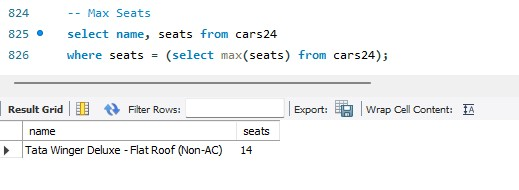 824 -- Max Seats
825 select name, seats from cars24
826 where seats = (select max(seats) from cars24);
Result Grid Filter Rows: Export: Wrap Cell Content: IA
name seats
Tata Winger Deluxe - Flat Roof (Non-AC) 14